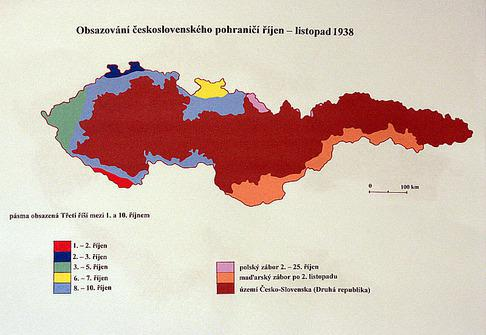 Obsazování československého pohraničí říjen – listopad 1938
0 100 km
pásma obsazená Třetí říší mezi 1. a 10. říjnem
1. – 2. říjen
2. – 3. říjen
3. – 5. říjen
6. – 7. říjen
8. – 10. říjen
polský zábor 2. – 25. říjen
maďarský zábor po 2. listopadu
území Česko-Slovenska (Druhá republika)